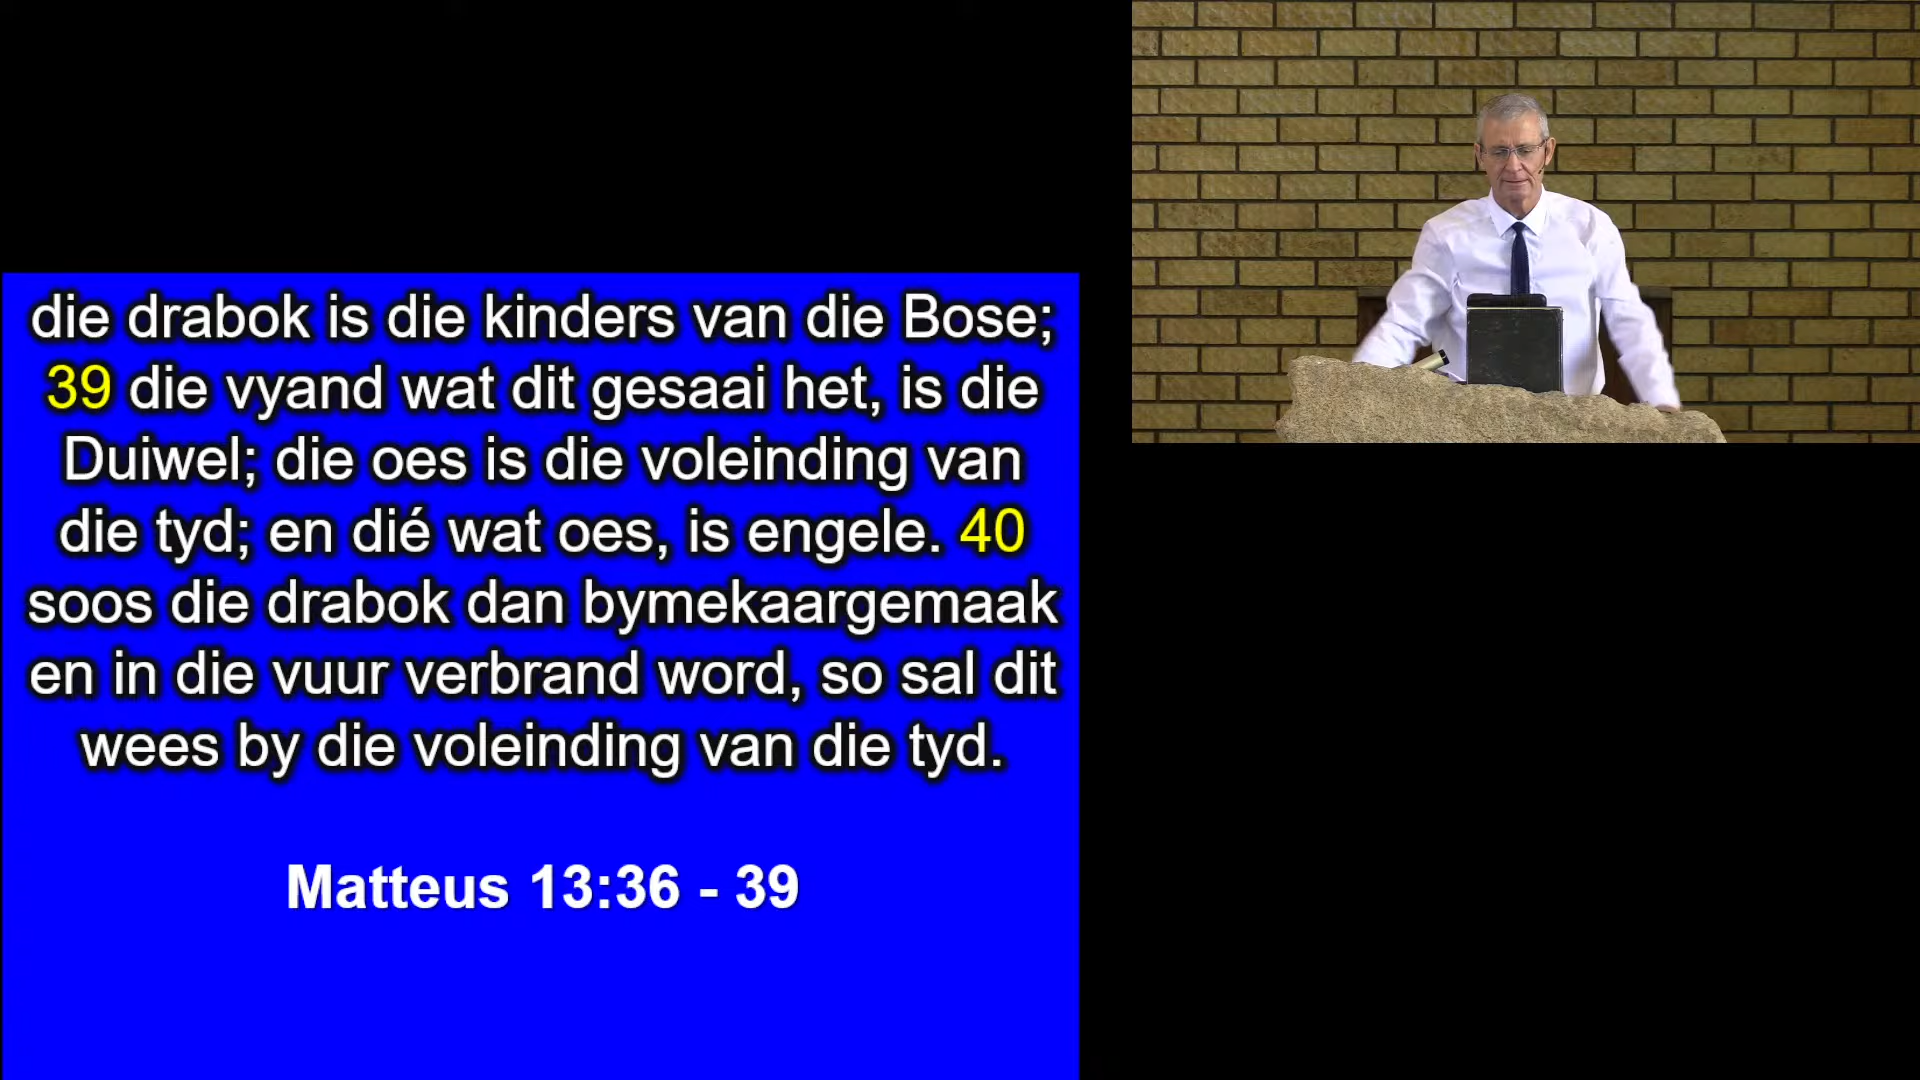 die drabok is die kinders van die Bose;
39 die vyand wat dit gesaai het, is die
Duiwel; die oes is die voleinding van
die tyd; en dié wat oes, is engele. 40
soos die drabok dan bymekaargemaak
en in die vuur verbrand word, so sal dit
wees by die voleinding van die tyd.
Matteus 13:36 - 39